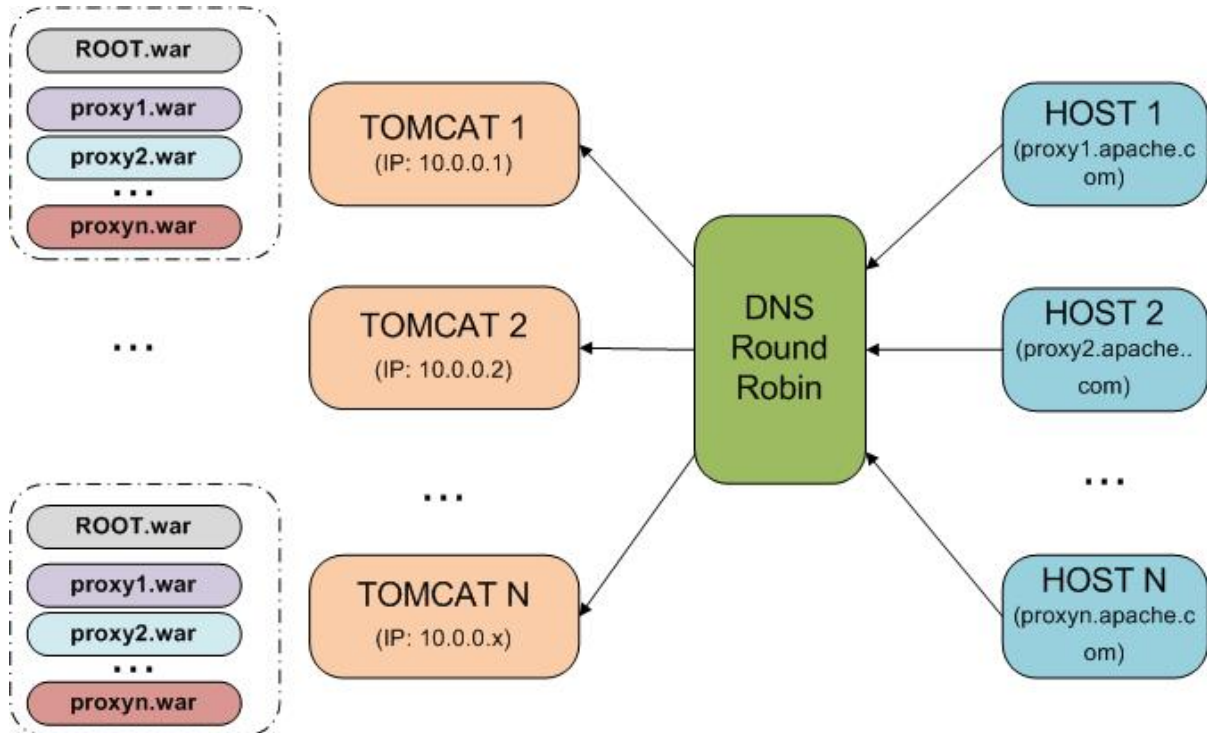 ROOT.war
proxy1.war
proxy2.war
...
proxyn.war
...
ROOT.war
proxy1.war
proxy2.war
...
proxyn.war
TOMCAT 1
(IP: 10.0.0.1)
TOMCAT 2
(IP: 10.0.0.2)
...
TOMCAT N
(IP: 10.0.0.x)
DNS
Round
Robin
HOST 1
(proxy1.apache.c
om)
HOST 2
(proxy2.apache..
com)
...
HOST N
(proxyn.apache.c
om)